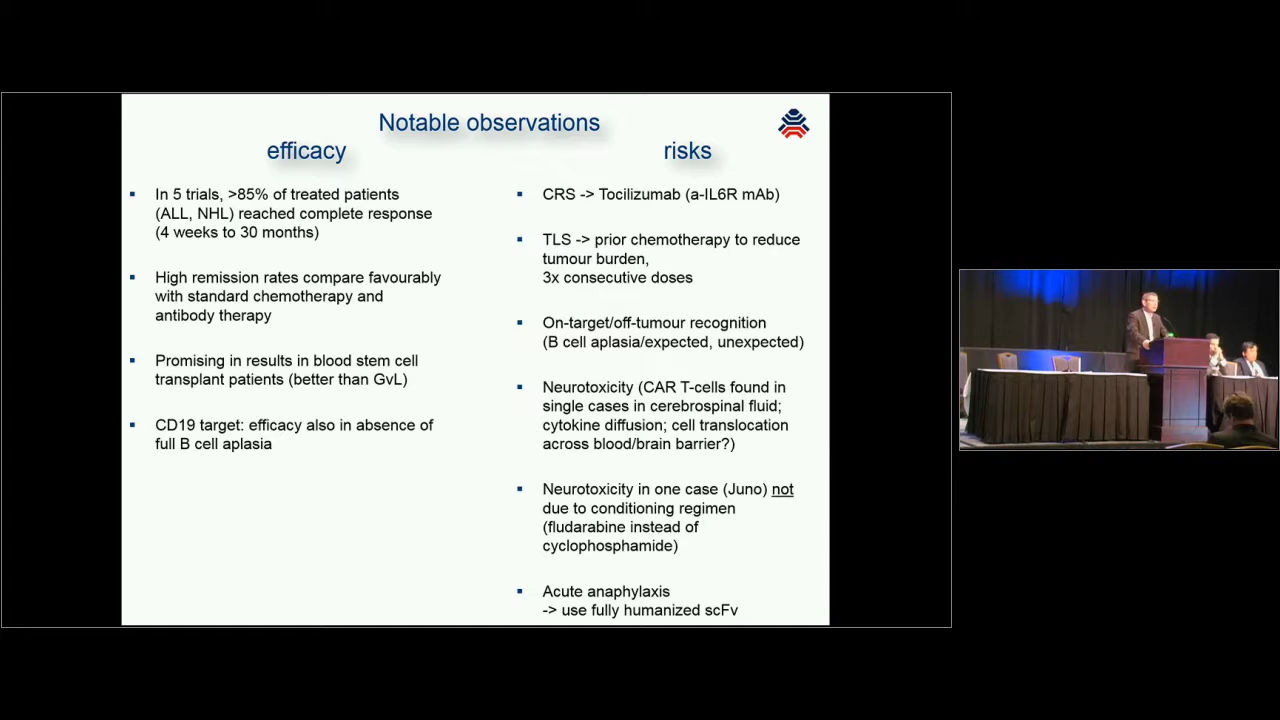 Notable observations
efficacy
risks
▪ In 5 trials, >85% of treated patients
(ALL, NHL) reached complete response
(4 weeks to 30 months)
▪ High remission rates compare favourably
with standard chemotherapy and
antibody therapy
▪ Promising in results in blood stem cell
transplant patients (better than GvL)
▪ CD19 target: efficacy also in absence of
full B cell aplasia
▪ CRS -> Tocilizumab (a-IL6R mAb)
▪ TLS -> prior chemotherapy to reduce
tumour burden,
3x consecutive doses
▪ On-target/off-tumour recognition
(B cell aplasia/expected, unexpected)
▪ Neurotoxicity (CAR T-cells found in
single cases in cerebrospinal fluid;
cytokine diffusion; cell translocation
across blood/brain barrier?)
▪ Neurotoxicity in one case (Juno) not
due to conditioning regimen
(fludarabine instead of
cyclophosphamide)
▪ Acute anaphylaxis
-> use fully humanized scFv